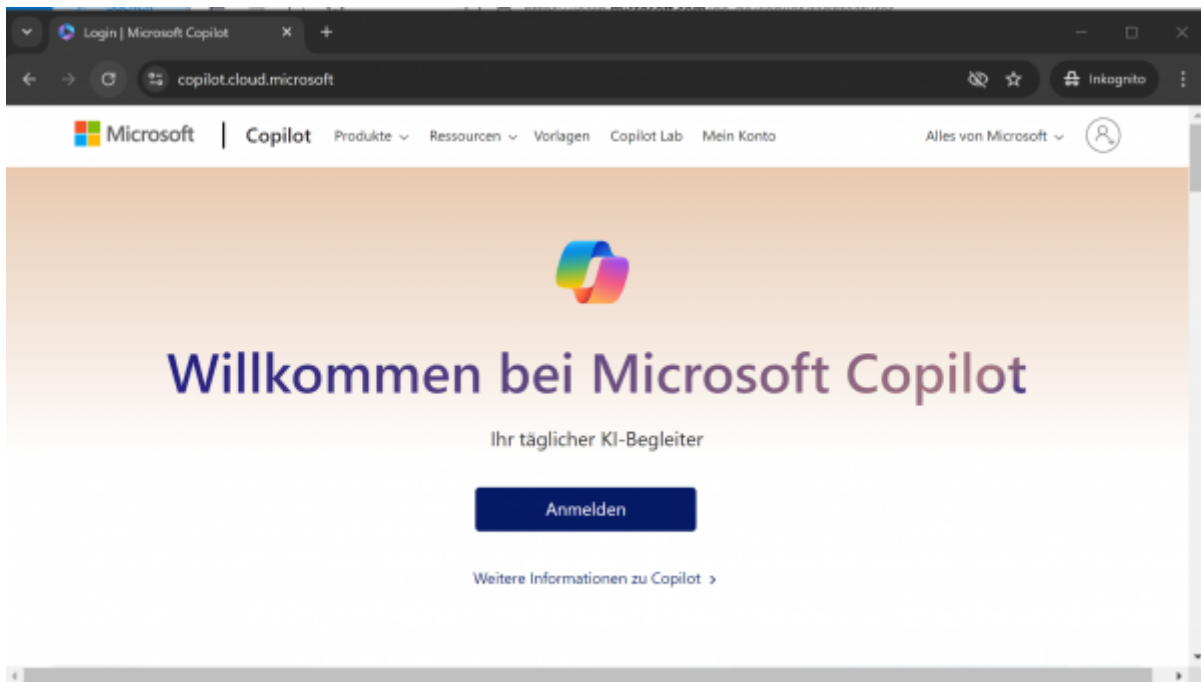 Login | Microsoft Copilot
copilot.cloud.microsoft
Inkognito
Microsoft | Copilot Produkte Ressourcen Vorlagen Copilot Lab Mein Konto Alles von Microsoft
Willkommen bei Microsoft Copilot
Ihr täglicher KI-Begleiter
Anmelden
Weitere Informationen zu Copilot